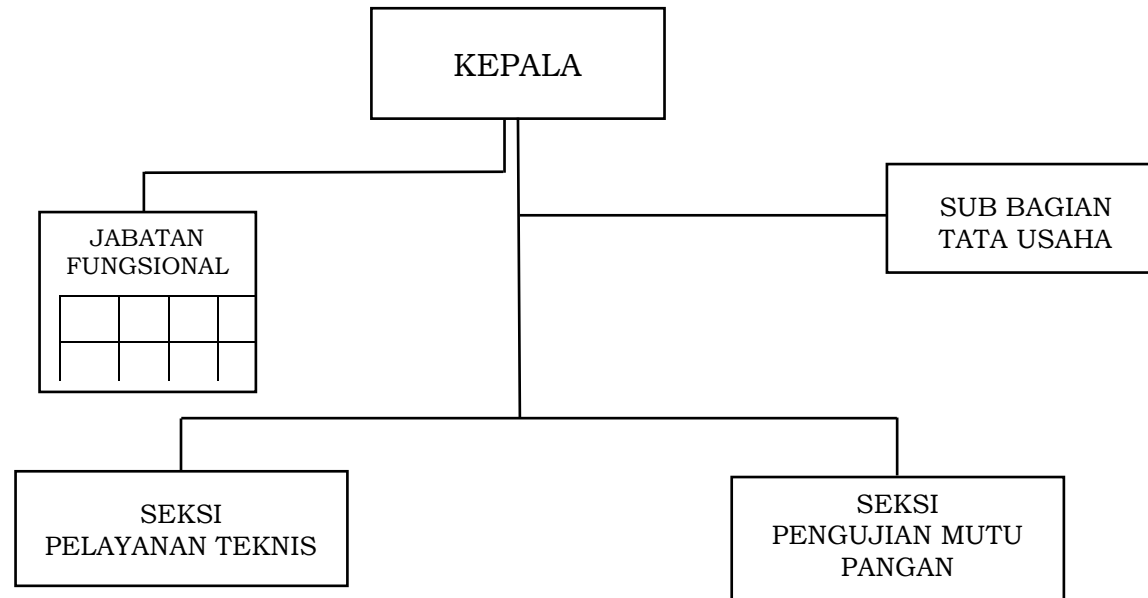 KEPALA
SUB BAGIAN
TATA USAHA
JABATAN
FUNGSIONAL
SEKSI
PELAYANAN TEKNIS
SEKSI
PENGUJIAN MUTU
PANGAN